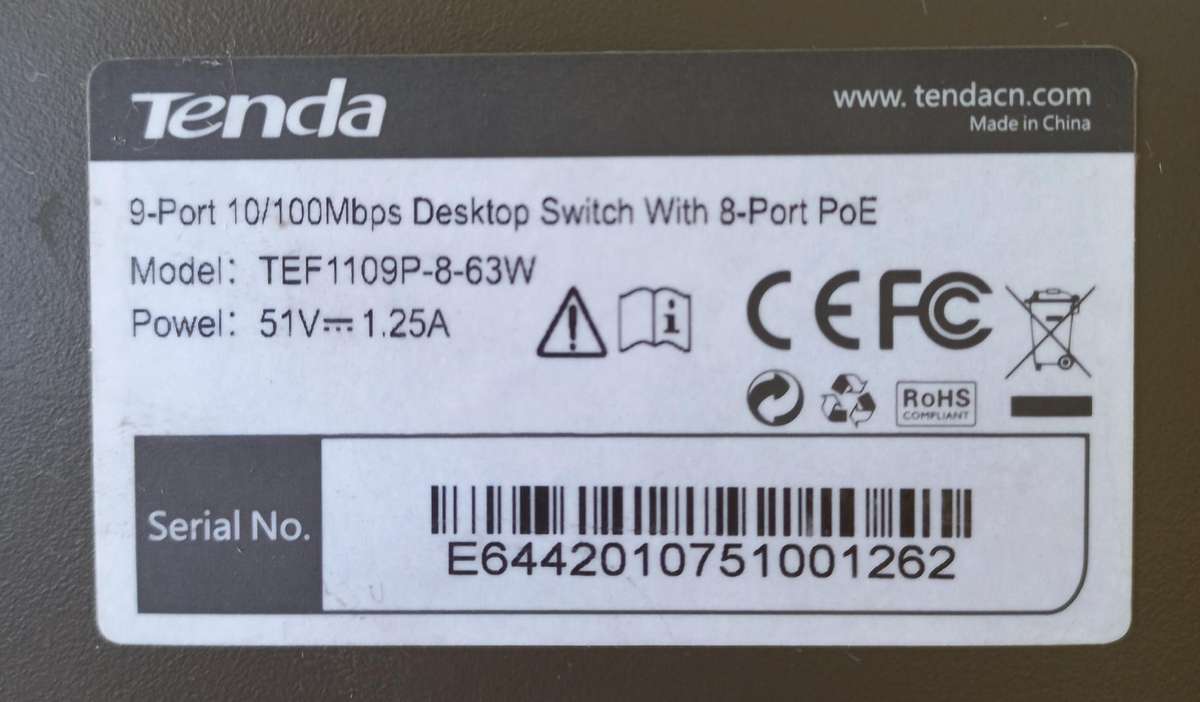 Tenda
www. tendacn.com
Made in China
9-Port 10/100Mbps Desktop Switch With 8-Port PoE
Model: TEF1109P-8-63W
Powel: 51V⎓1.25A
CE FC
RoHS
COMPLIANT
Serial No.
E6442010751001262